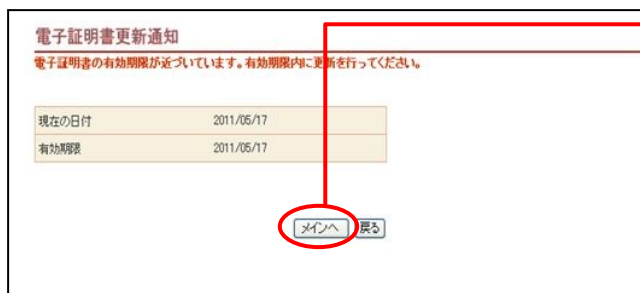 電子証明書更新通知
電子証明書の有効期限が近づいています。有効期限内に更新を行ってください。
現在の日付 2011/05/17
有効期限 2011/05/17
メインへ 戻る